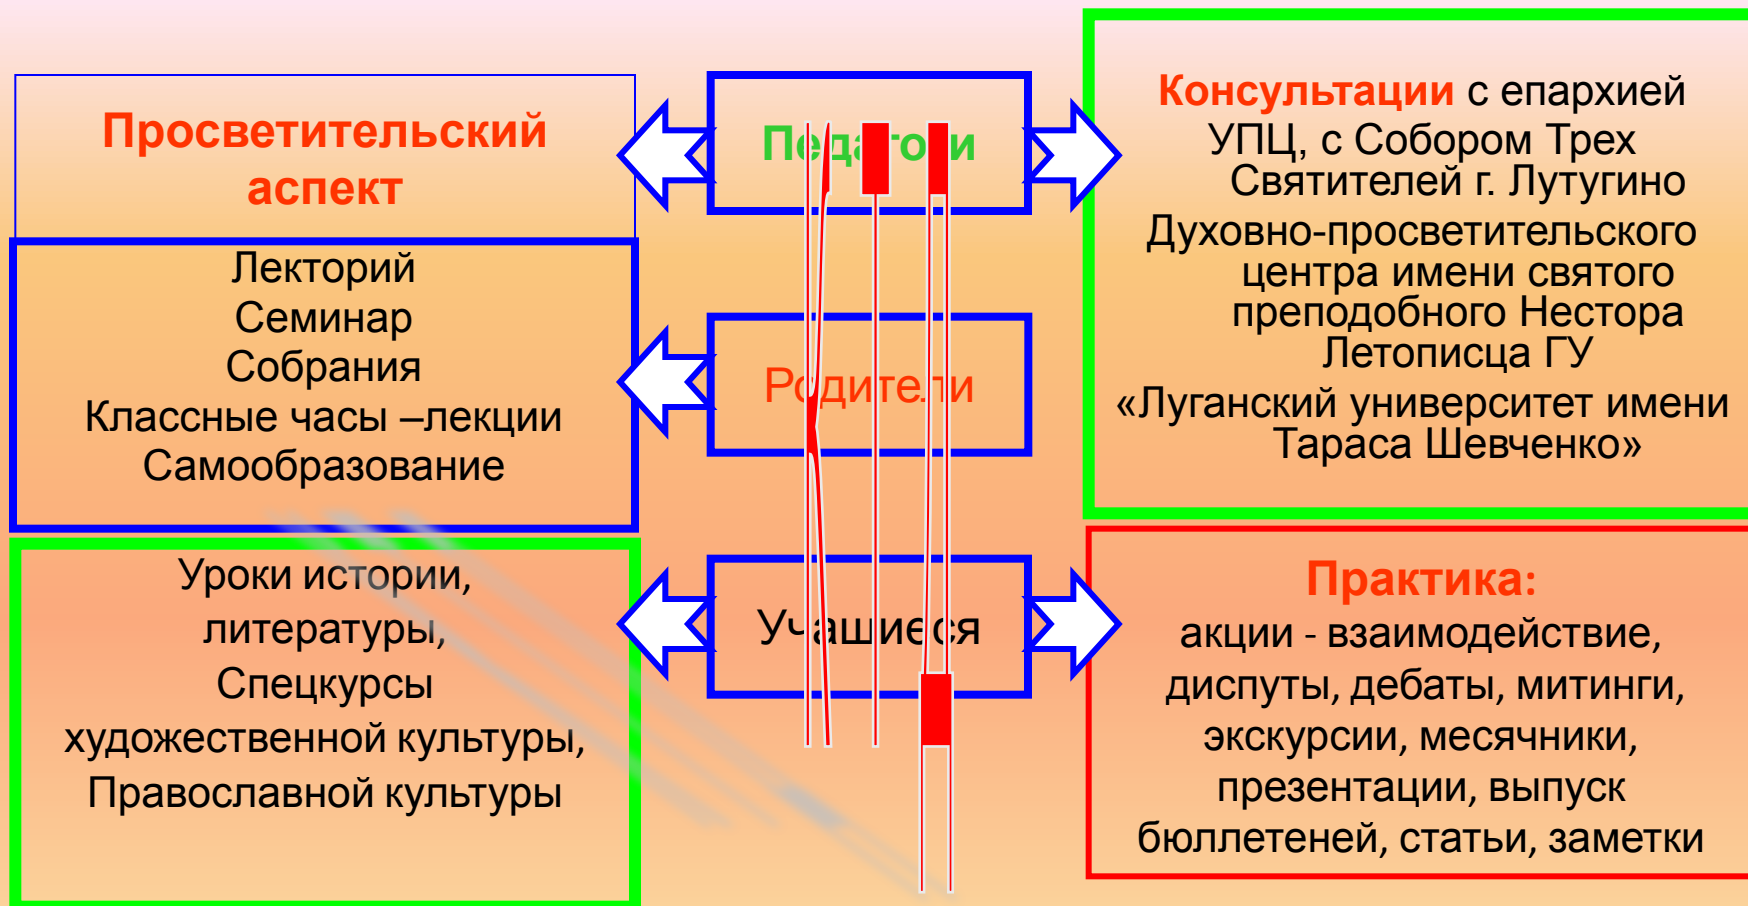 Просветительский
аспект
Лекторий
Семинар
Собрания
Классные часы –лекции
Самообразование
Уроки истории,
литературы,
Спецкурсы
художественной культуры,
Православной культуры
Педагоги
Родители
Учашиеся
Консультации с епархией
УПЦ, с Собором Трех
Святителей г. Лутугино
Духовно-просветительского
центра имени святого
преподобного Нестора
Летописца ГУ
«Луганский университет имени
Тараса Шевченко»
Практика:
акции - взаимодействие,
диспуты, дебаты, митинги,
экскурсии, месячники,
презентации, выпуск
бюллетеней, статьи, заметки